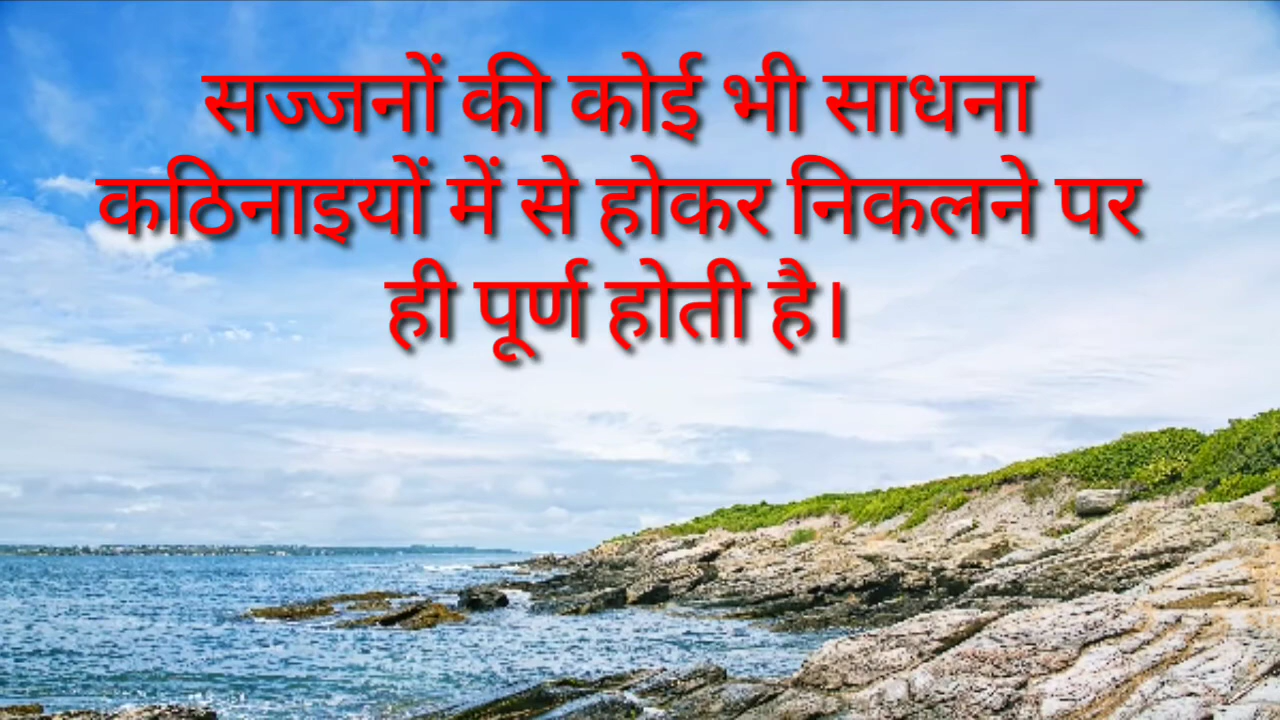 सज्जनों की कोई भी साधना
कठिनाइयों में से होकर निकलने पर
ही पूर्ण होती है।